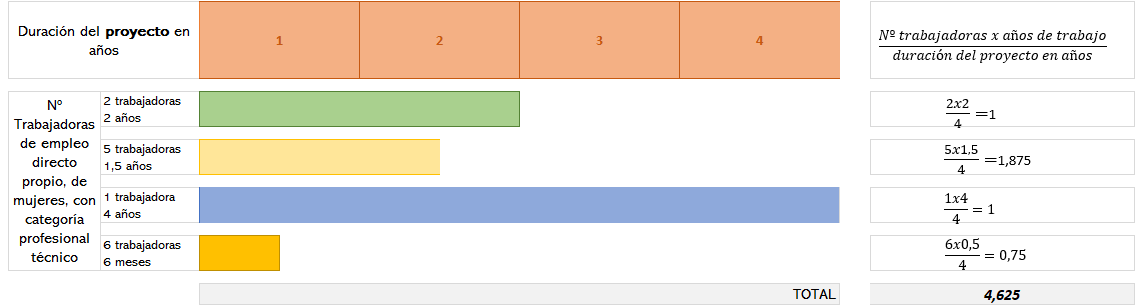 Duración del proyecto en
años
1
2
3
4
Nº trabajadoras x años de trabajo
duración del proyecto en años
Nº
Trabajadoras
de empleo
directo
propio, de
mujeres, con
categoría
profesional
técnico
2 trabajadoras
2 años
2x2
4
=1
5 trabajadoras
1,5 años
5x1,5
4
=1,875
1 trabajadora
4 años
1x4
4
= 1
6 trabajadoras
6 meses
6x0,5
4
= 0,75
TOTAL
4,625